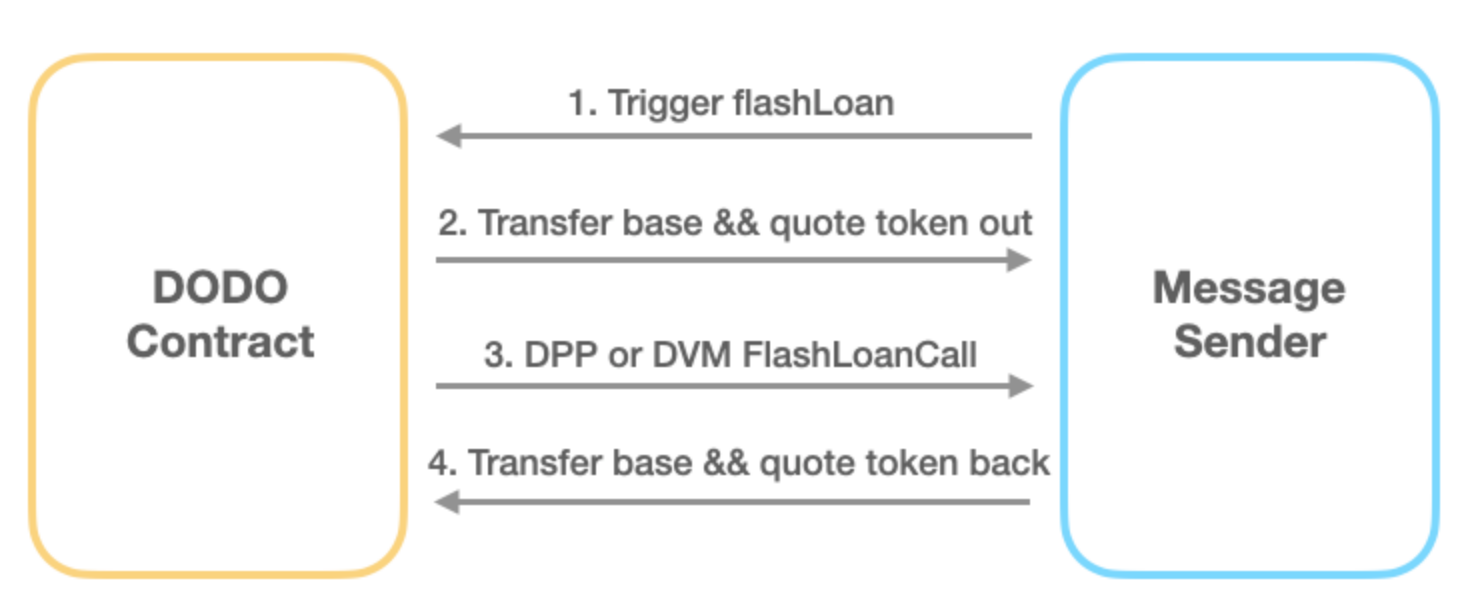 DODO
Contract
1. Trigger flashLoan
2. Transfer base && quote token out
3. DPP or DVM FlashLoanCall
4. Transfer base && quote token back
Message
Sender